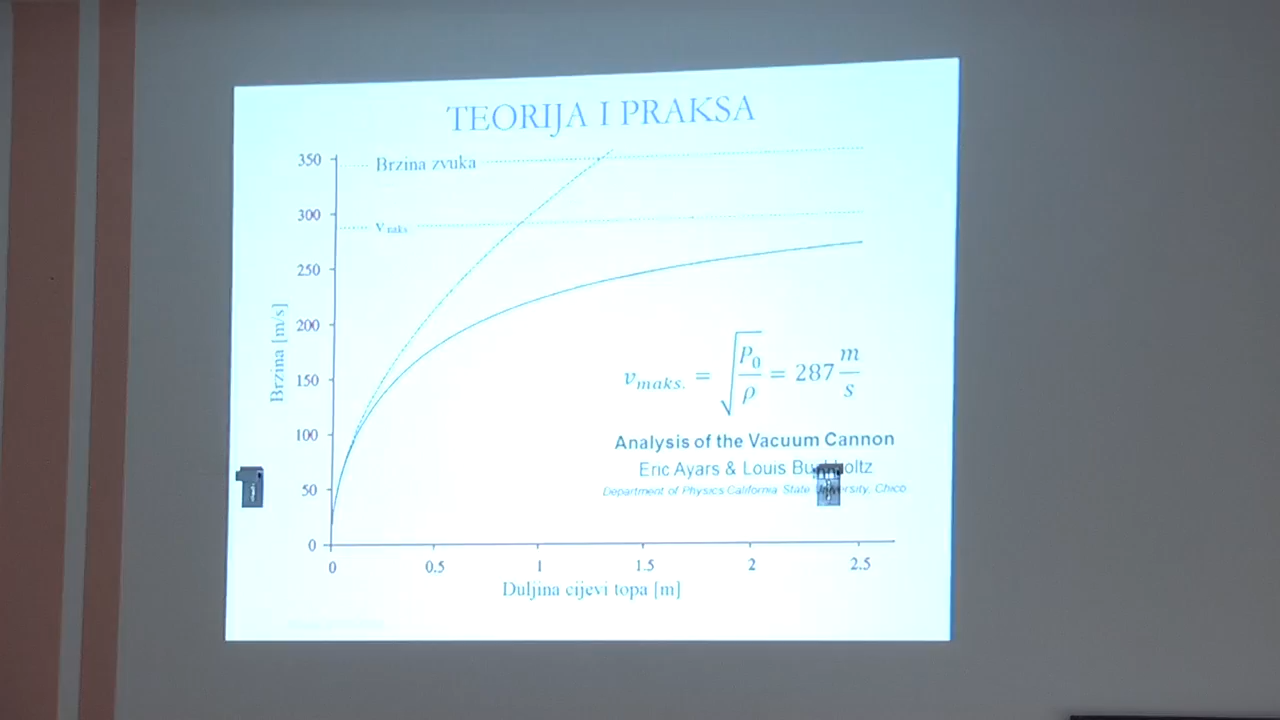 TEORIJA I PRAKSA
350
Brzina zvuka
300
v maks.
250
200
150
100
50
0
Brzina [m/s]
0 0.5 1 1.5 2 2.5
Duljina cijevi topa [m]
v maks. = √(P₀/ρ) = 287 m/s
Analysis of the Vacuum Cannon
Eric Ayars & Louis
Department of Physics California State University, Chico